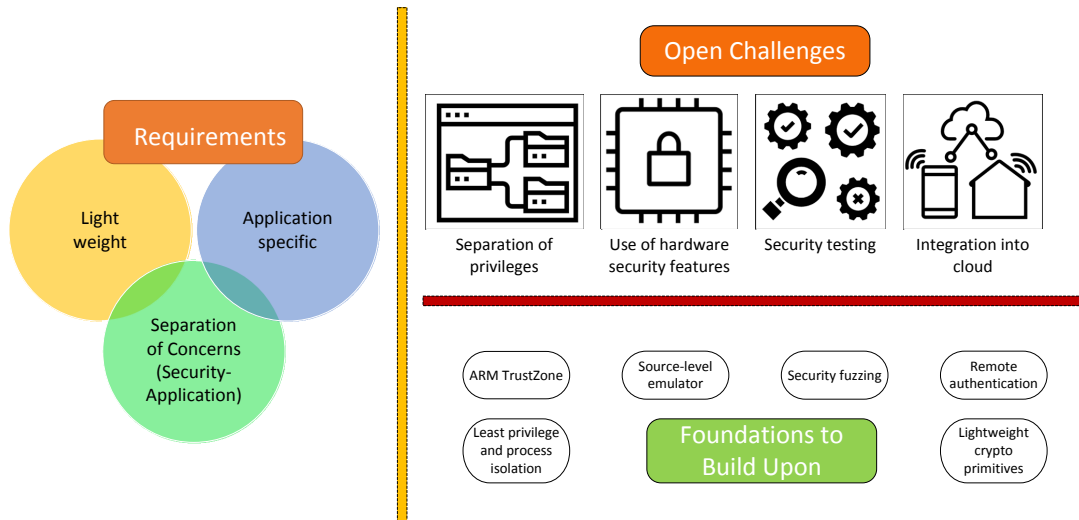 Requirements
Light
weight
Application
specific
Separation
of Concerns
(Security-
Application)
Open Challenges
Separation of
privileges
Use of hardware
security features
Security testing
Integration into
cloud
ARM TrustZone
Source-level
emulator
Security fuzzing
Remote
authentication
Least privilege
and process
isolation
Foundations to
Build Upon
Lightweight
crypto
primitives